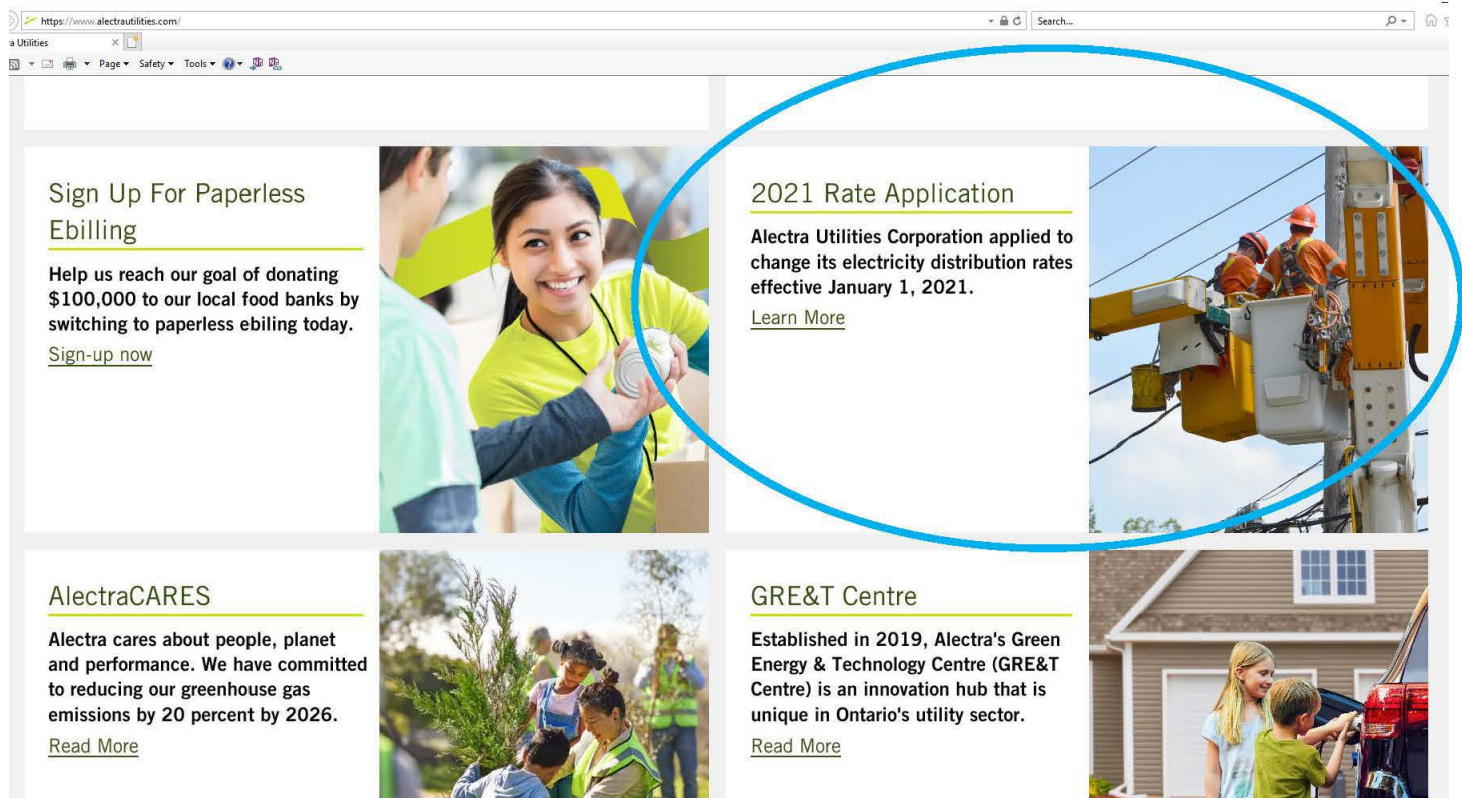 https://www.alectrautilities.com/
Search...
a Utilities
Page
Safety
Tools
Sign Up For Paperless
Ebilling
Help us reach our goal of donating
$100,000 to our local food banks by
switching to paperless ebiling today.
Sign-up now
2021 Rate Application
Alectra Utilities Corporation applied to
change its electricity distribution rates
effective January 1, 2021.
Learn More
AlectraCARES
Alectra cares about people, planet
and performance. We have committed
to reducing our greenhouse gas
emissions by 20 percent by 2026.
Read More
GRE&T Centre
Established in 2019, Alectra's Green
Energy & Technology Centre (GRE&T
Centre) is an innovation hub that is
unique in Ontario's utility sector.
Read More